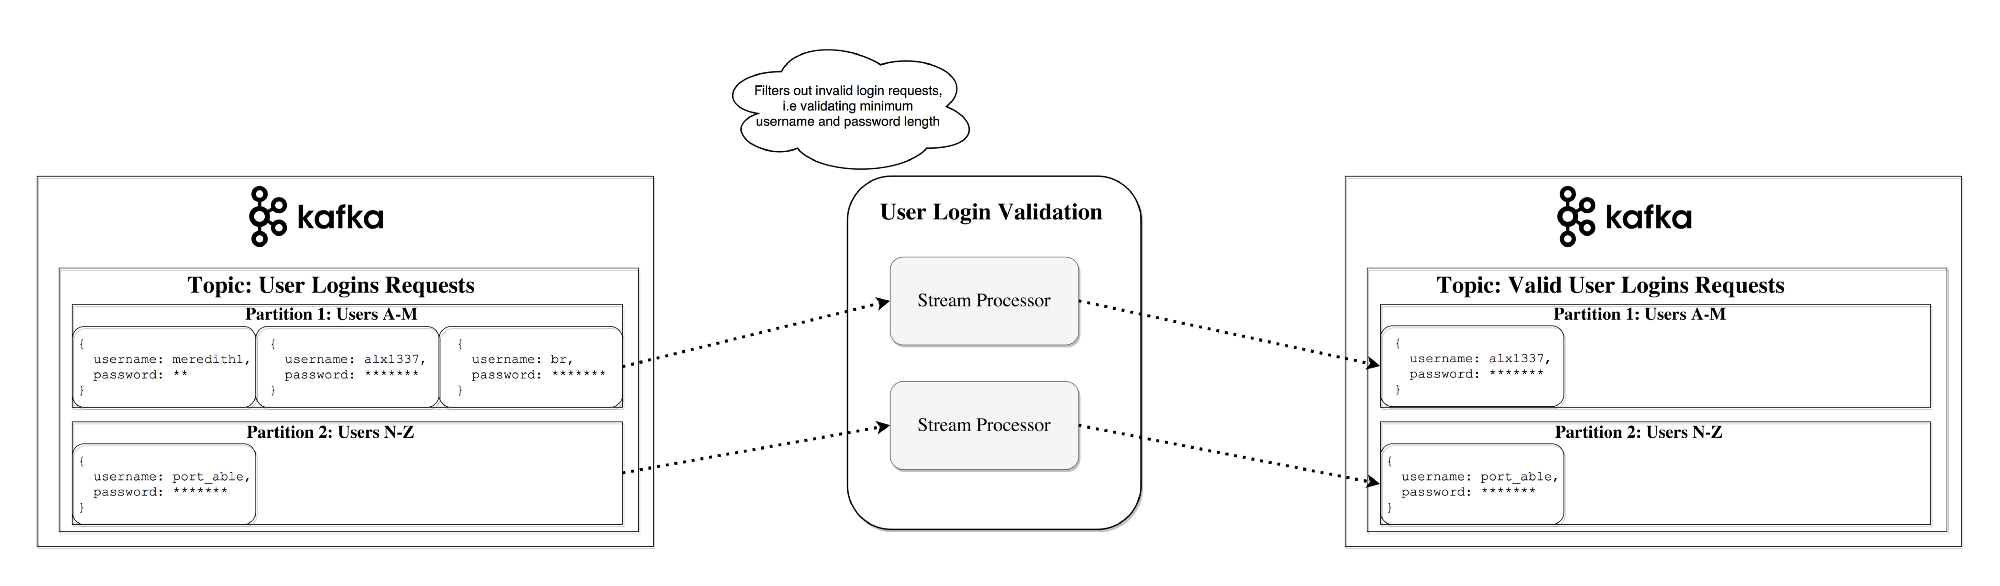 Filters out invalid login requests,
i.e validating minimum
username and password length
kafka
Topic: User Logins Requests
Partition 1: Users A-M
{
username: meredith1,
password: **
}
{
username: alx1337,
password: *******
}
{
username: br,
password: *******
}
Partition 2: Users N-Z
{
username: port_able,
password: *******
}
User Login Validation
Stream Processor
Stream Processor
kafka
Topic: Valid User Logins Requests
Partition 1: Users A-M
{
username: alx1337,
password: *******
}
Partition 2: Users N-Z
{
username: port_able,
password: *******
}